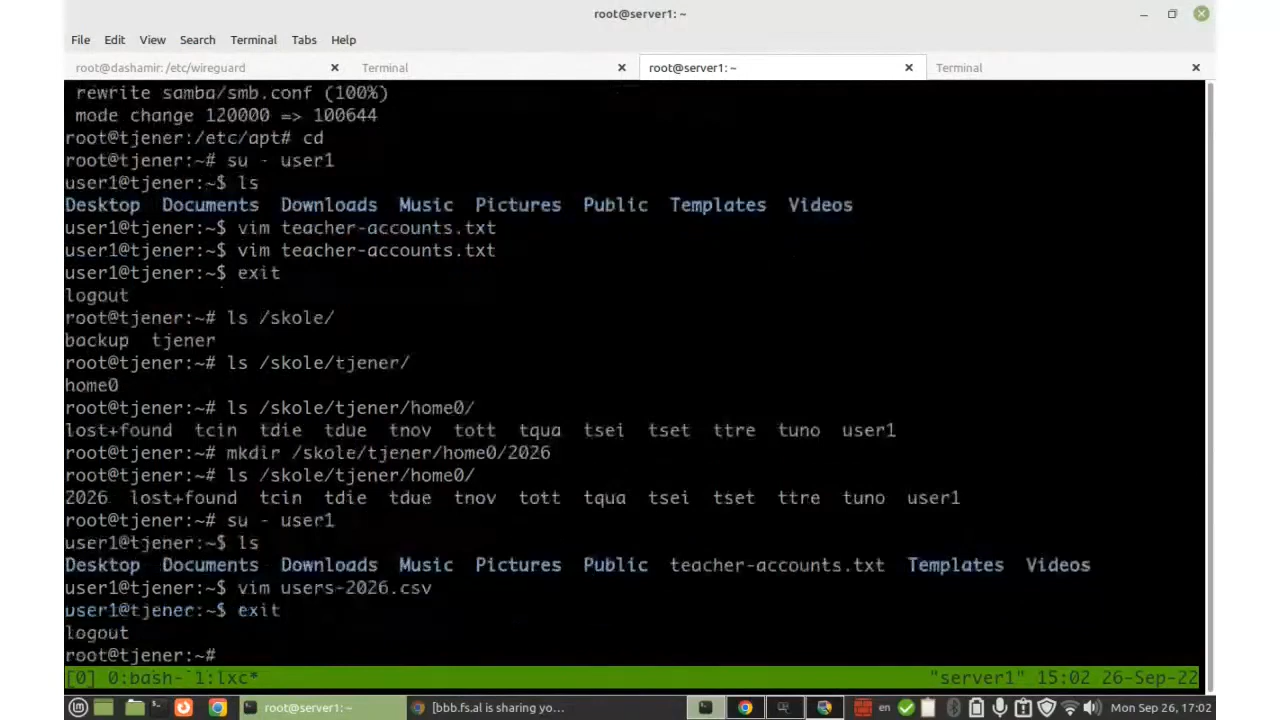 root@server1: ~
File Edit View Search Terminal Tabs Help
root@dashamir: /etc/wireguard × Terminal × root@server1: ~ × Terminal ×
rewrite samba/smb.conf (100%)
mode change 120000 => 100644
root@tjener:/etc/apt# cd
root@tjener:~# su - user1
user1@tjener:~$ ls
Desktop Documents Downloads Music Pictures Public Templates Videos
user1@tjener:~$ vim teacher-accounts.txt
user1@tjener:~$ vim teacher-accounts.txt
user1@tjener:~$ exit
logout
root@tjener:~# ls /skole/
backup tjener
root@tjener:~# ls /skole/tjener/
home0
root@tjener:~# ls /skole/tjener/home0/
lost+found tcin tdie tdue tnov tott tqua tsei tset ttre tuno user1
root@tjener:~# mkdir /skole/tjener/home0/2026
root@tjener:~# ls /skole/tjener/home0/
2026 lost+found tcin tdie tdue tnov tott tqua tsei tset ttre tuno user1
root@tjener:~# su - user1
user1@tjener:~$ ls
Desktop Documents Downloads Music Pictures Public teacher-accounts.txt Templates Videos
user1@tjener:~$ vim users-2026.csv
user1@tjener:~$ exit
logout
root@tjener:~#
[0] 0:bash- 1:lxc* "server1" 15:02 26-Sep-22
root@server1: ~ [bbb.fs.al is sharing yo... en Mon Sep 26, 17:02